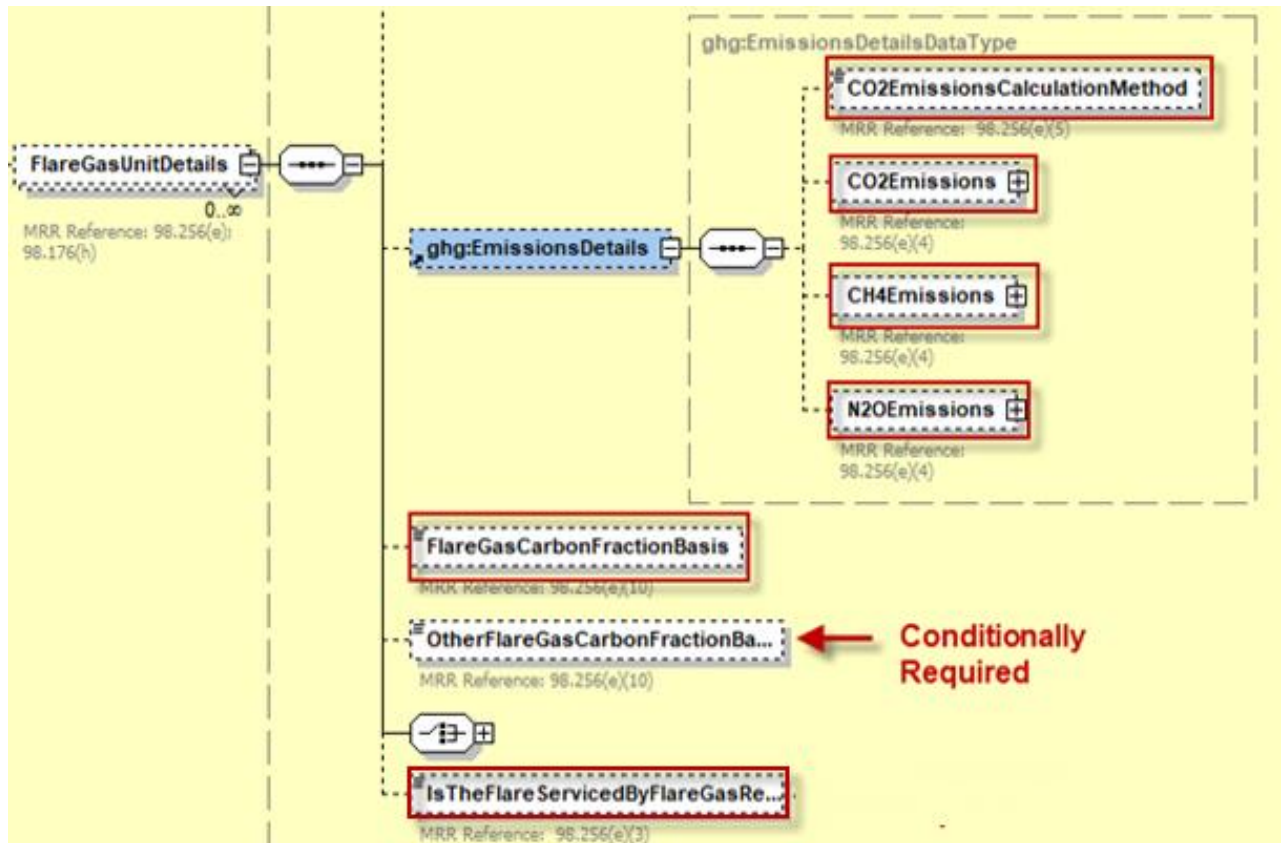 ghg:EmissionsDetailsDataType
CO2EmissionsCalculationMethod
MRR Reference: 98.256(e)(5)
FlareGasUnitDetails
0..∞
MRR Reference: 98.256(e);
98.176(h)
CO2Emissions
MRR Reference:
98.256(e)(4)
ghg:EmissionsDetails
CH4Emissions
MRR Reference:
98.256(e)(4)
N2OEmissions
MRR Reference:
98.256(e)(4)
FlareGasCarbonFractionBasis
MRR Reference: 98.256(e)(10)
OtherFlareGasCarbonFractionBa...
MRR Reference: 98.256(e)(10)
Conditionally
Required
IsTheFlareServicedByFlareGasRe...
MRR Reference: 98.256(e)(3)